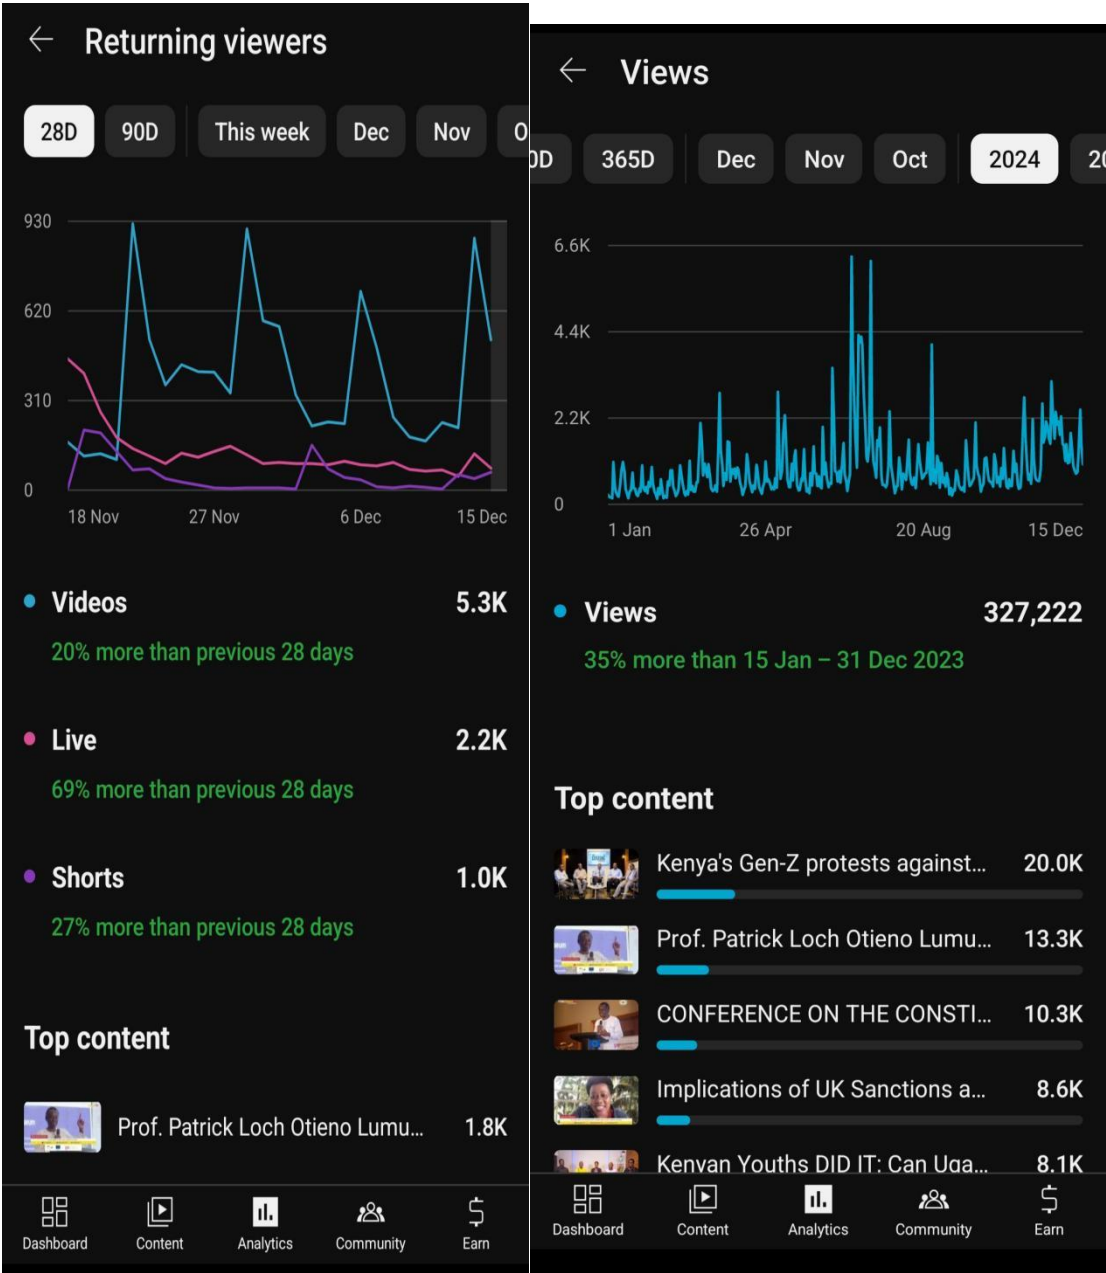 Returning viewers
28D
90D
This week
Dec
Nov
930
620
310
0
18 Nov
27 Nov
6 Dec
15 Dec
Videos
5.3K
20% more than previous 28 days
Live
2.2K
69% more than previous 28 days
Shorts
1.0K
27% more than previous 28 days
Top content
Prof. Patrick Loch Otieno Lumu...
1.8K
Dashboard
Content
Analytics
Community
Earn
Views
365D
Dec
Nov
Oct
2024
6.6K
4.4K
2.2K
0
1 Jan
26 Apr
20 Aug
15 Dec
Views
327,222
35% more than 15 Jan – 31 Dec 2023
Top content
Kenya's Gen-Z protests against...
20.0K
Prof. Patrick Loch Otieno Lumu...
13.3K
CONFERENCE ON THE CONSTI...
10.3K
Implications of UK Sanctions a...
8.6K
Kenyan Youths DID IT: Can Uga...
8.1K
Dashboard
Content
Analytics
Community
Earn